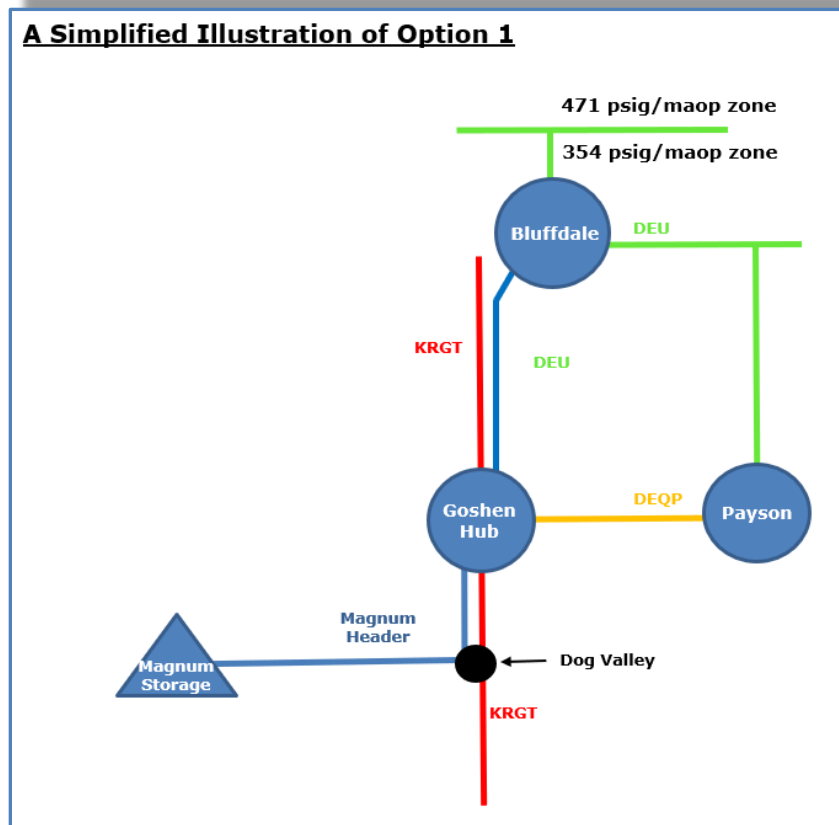 A Simplified Illustration of Option 1
471 psig/maop zone
354 psig/maop zone
Bluffdale
DEU
KRGT
DEU
Goshen
Hub
DEQP
Payson
Magnum
Header
Magnum
Storage
Dog Valley
KRGT